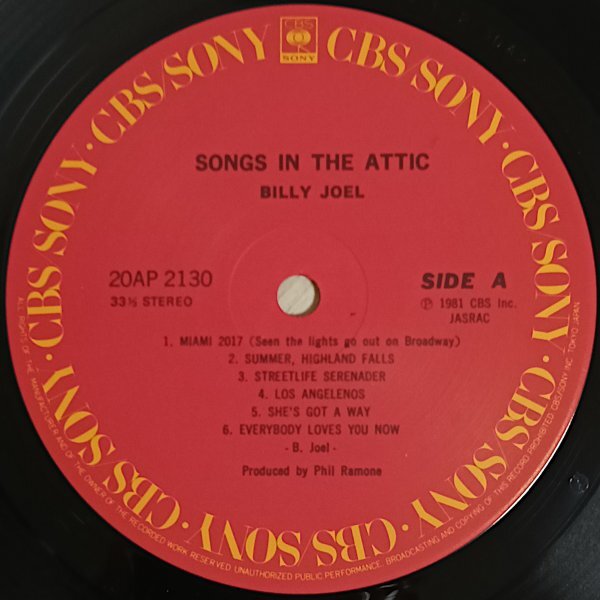 CBS/SONY · CBS/SONY · CBS/SONY · CBS/SONY · CBS/SONY · CBS/SONY · CBS/SONY · CBS/SONY
CBS
SONY
SONGS IN THE ATTIC
BILLY JOEL
20AP 2130
33⅓ STEREO
SIDE A
Ⓟ 1981 CBS Inc.
JASRAC
1. MIAMI 2017 (Seen the lights go out on Broadway)
2. SUMMER, HIGHLAND FALLS
3. STREETLIFE SERENADER
4. LOS ANGELENOS
5. SHE'S GOT A WAY
6. EVERYBODY LOVES YOU NOW
- B. Joel -
Produced by Phil Ramone
ALL RIGHTS OF THE MANUFACTURER AND OF THE OWNER OF THE RECORDED WORK RESERVED. UNAUTHORIZED PUBLIC PERFORMANCE, BROADCASTING AND COPYING OF THIS RECORD PROHIBITED. CBS/SONY INC. TOKYO JAPAN